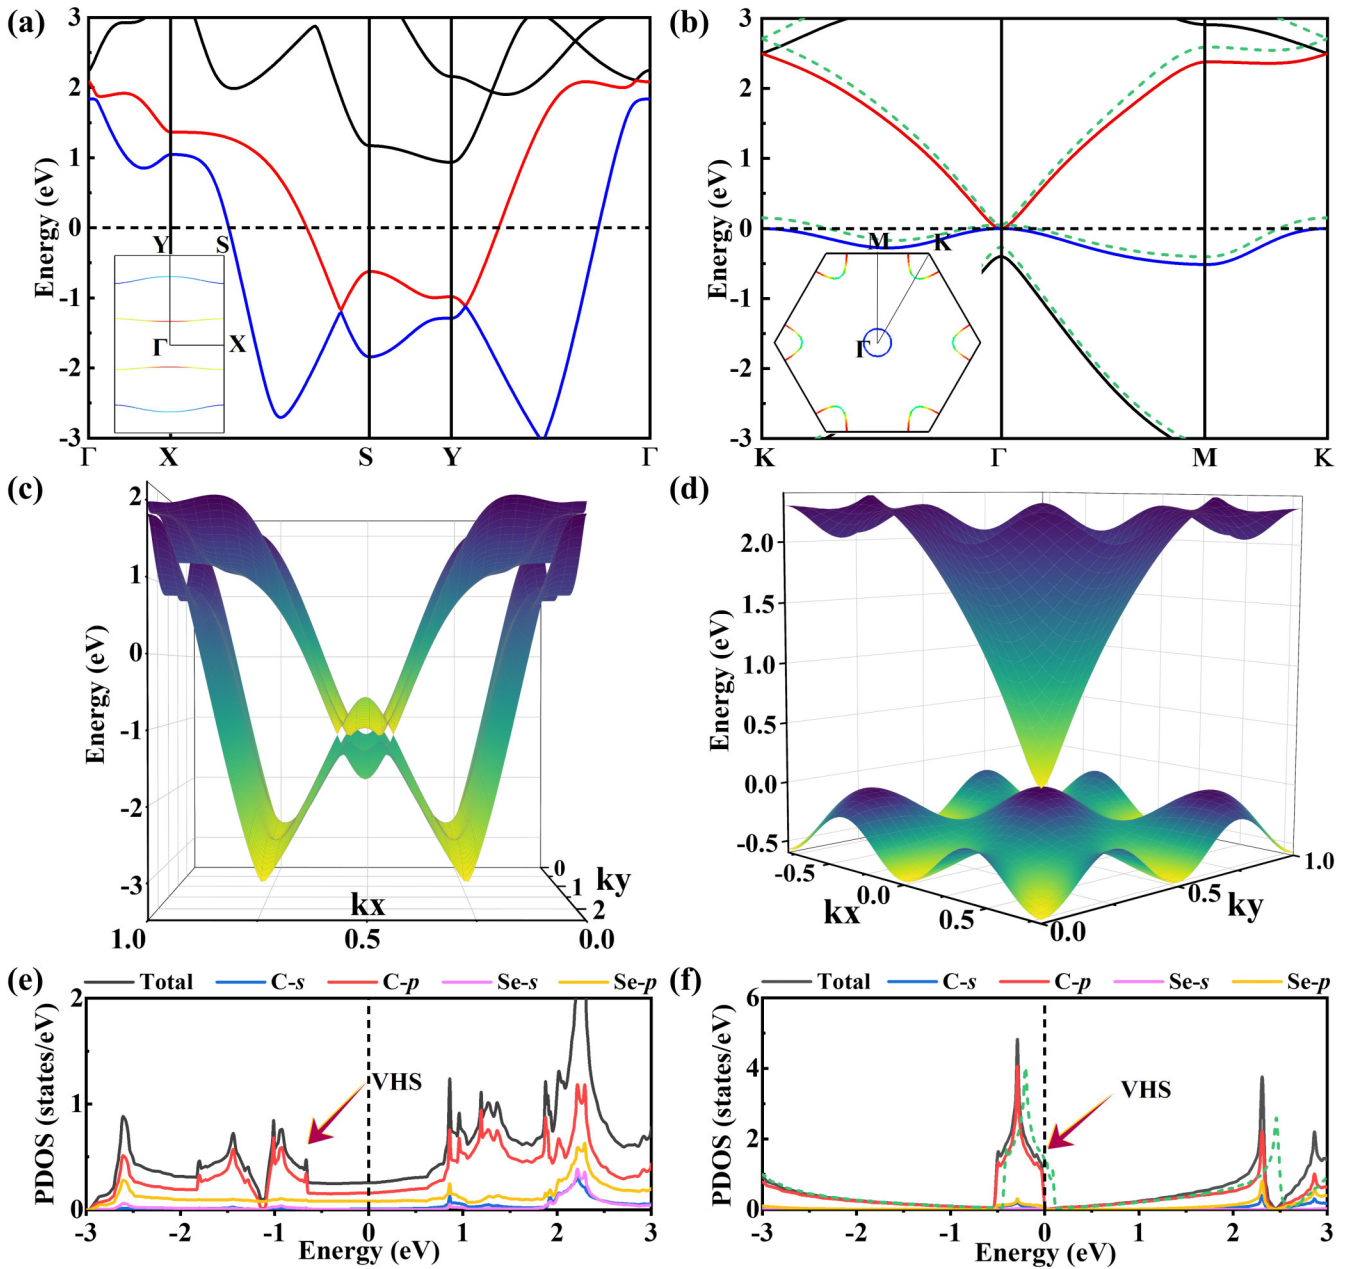 (a)
3
2
1
0
-1
-2
-3
Energy (eV)
Y S
Γ X
Γ X S Y Γ
(b)
3
2
1
0
-1
-2
-3
Energy (eV)
M K
Γ
K Γ M K
(c)
2
1
0
-1
-2
-3
Energy (eV)
1.0 0.5 0.0
kx
0
1
2
ky
(d)
2.0
1.5
1.0
0.5
0.0
-0.5
Energy (eV)
-0.5 0.0 0.5
kx
0.0 0.5 1.0
ky
(e)
Total C-s C-p Se-s Se-p
2
1
0
PDOS (states/eV)
VHS
-3 -2 -1 0 1 2 3
Energy (eV)
(f)
Total C-s C-p Se-s Se-p
6
4
2
0
PDOS (states/eV)
VHS
-3 -2 -1 0 1 2 3
Energy (eV)